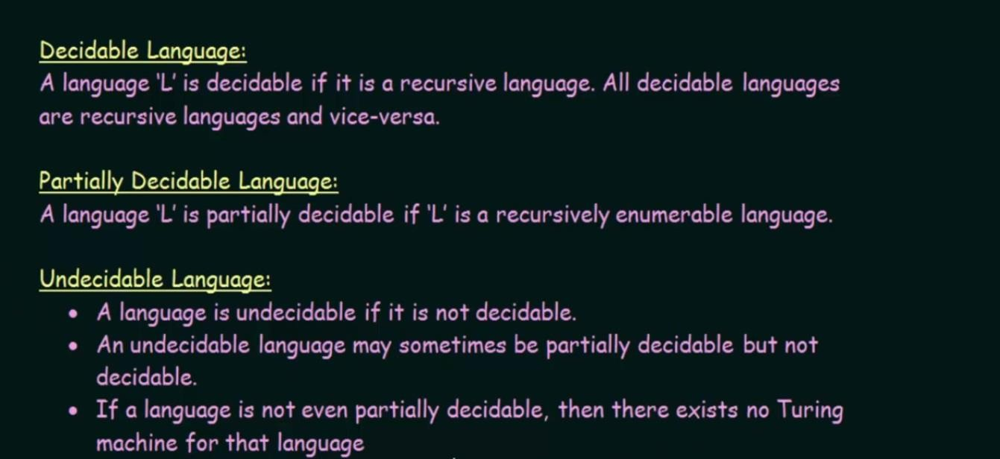 Decidable Language:
A language 'L' is decidable if it is a recursive language. All decidable languages
are recursive languages and vice-versa.
Partially Decidable Language:
A language 'L' is partially decidable if 'L' is a recursively enumerable language.
Undecidable Language:
• A language is undecidable if it is not decidable.
• An undecidable language may sometimes be partially decidable but not
decidable.
• If a language is not even partially decidable, then there exists no Turing
machine for that language